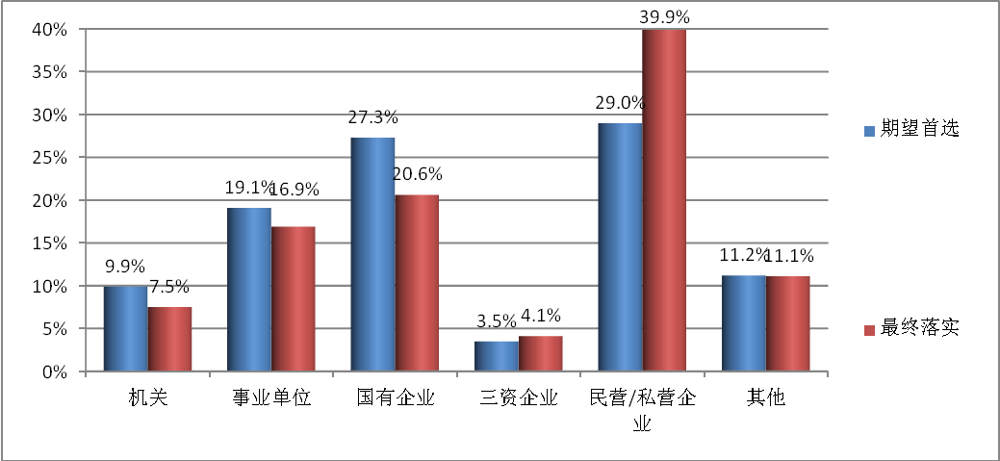 40%
35%
30%
25%
20%
15%
10%
5%
0%
9.9%
7.5%
19.1%
16.9%
27.3%
20.6%
3.5%
4.1%
29.0%
39.9%
11.2%
11.1%
机关
事业单位
国有企业
三资企业
民营/私营企
业
其他
期望首选
最终落实